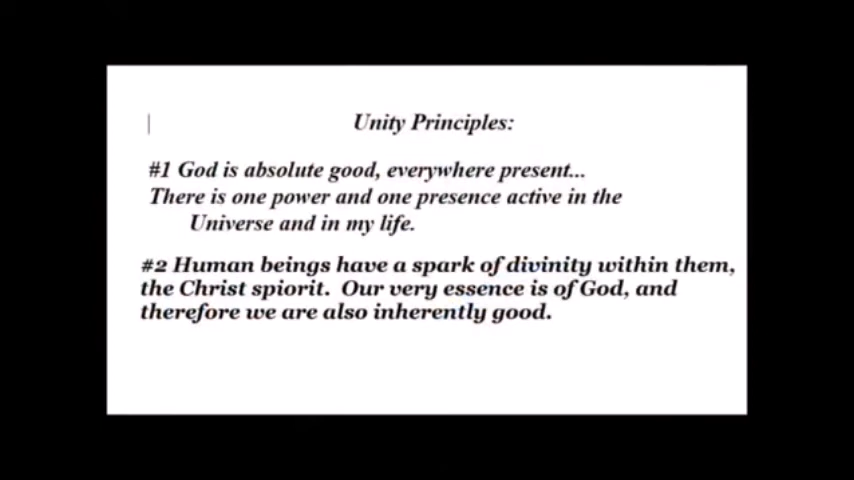 Unity Principles:
#1 God is absolute good, everywhere present...
There is one power and one presence active in the
Universe and in my life.
#2 Human beings have a spark of divinity within them,
the Christ spiorit. Our very essence is of God, and
therefore we are also inherently good.